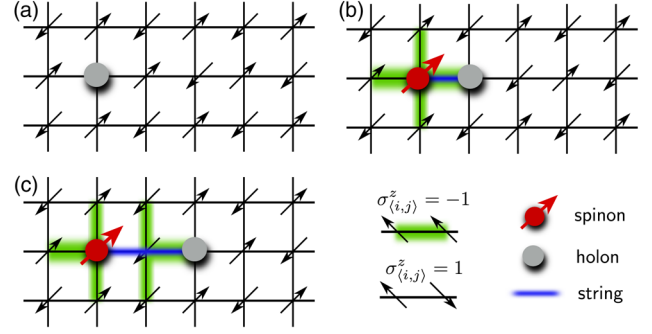 (a)
(b)
(c)
σ^z_{⟨i,j⟩} = −1
σ^z_{⟨i,j⟩} = 1
spinon
holon
string